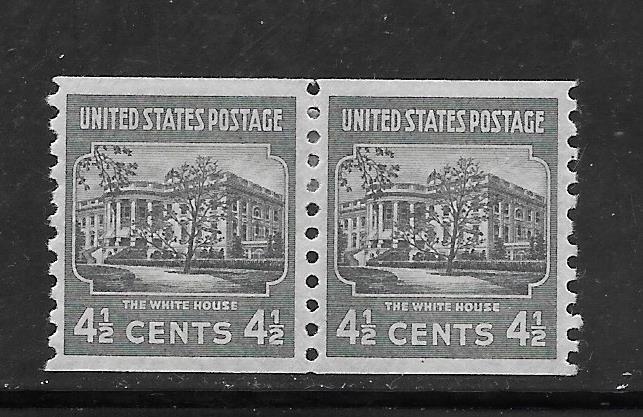 UNITED STATES POSTAGE
THE WHITE HOUSE
4½ CENTS 4½
UNITED STATES POSTAGE
THE WHITE HOUSE
4½ CENTS 4½